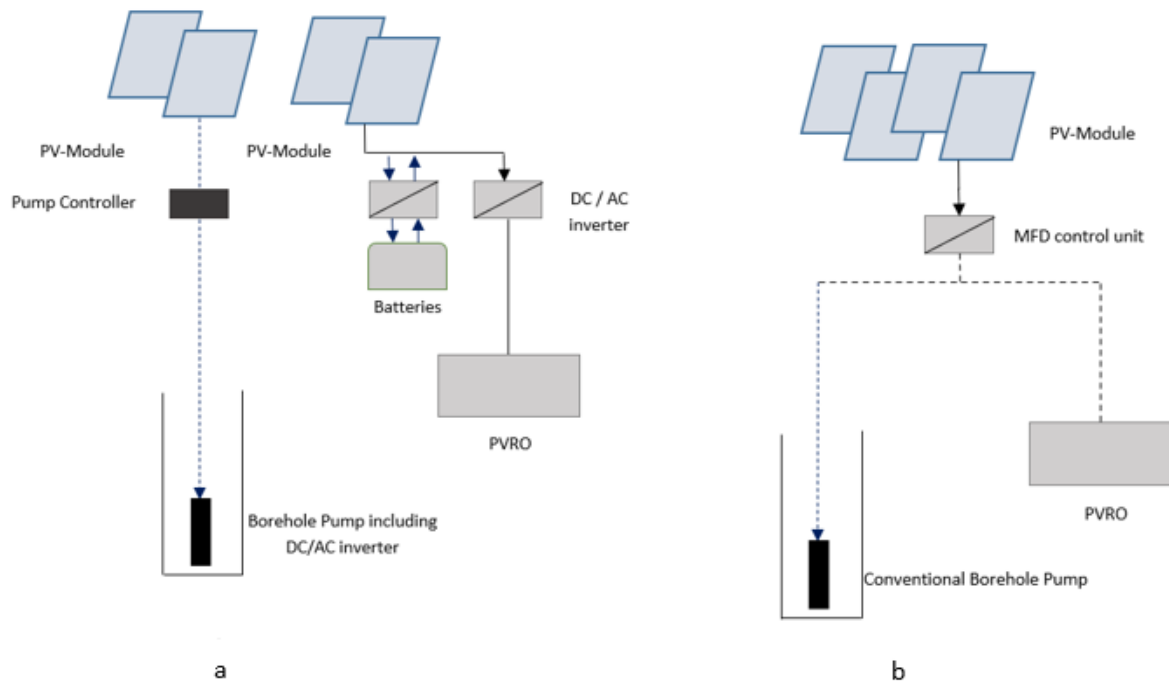 PV-Module
PV-Module
Pump Controller
DC / AC
inverter
Batteries
PVRO
Borehole Pump including
DC/AC inverter
a
PV-Module
MFD control unit
PVRO
Conventional Borehole Pump
b